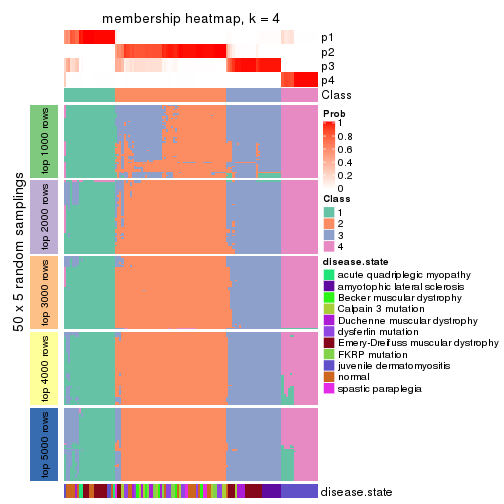 membership heatmap, k = 4
p1
p2
p3
p4
Class
50 x 5 random samplings
top 1000 rows
top 2000 rows
top 3000 rows
top 4000 rows
top 5000 rows
Prob
1
0.8
0.6
0.4
0.2
0
Class
1
2
3
4
disease.state
acute quadriplegic myopathy
amyotophic lateral sclerosis
Becker muscular dystrophy
Calpain 3 mutation
Duchenne muscular dystrophy
dysferlin mutation
Emery-Dreifuss muscular dystrophy
FKRP mutation
juvenile dermatomyositis
normal
spastic paraplegia
disease.state